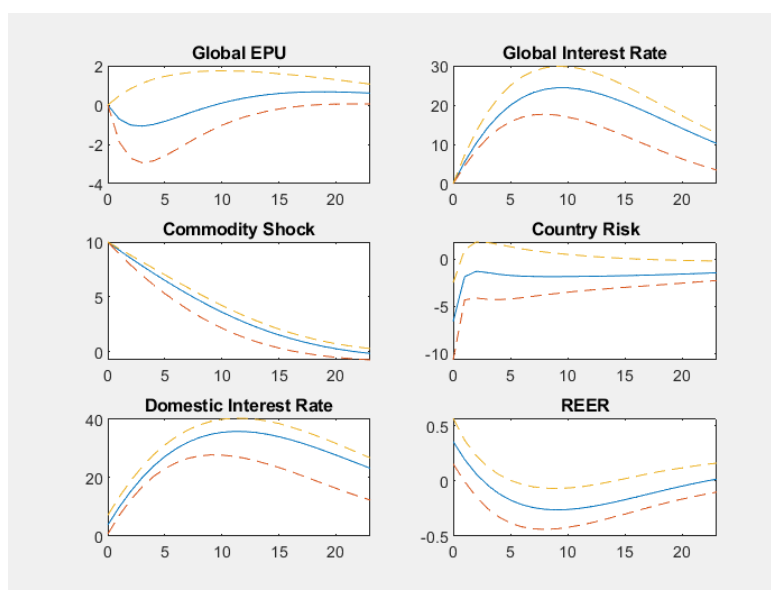 Global EPU
2
0
-2
-4
0 5 10 15 20
Global Interest Rate
30
20
10
0
0 5 10 15 20
Commodity Shock
10
5
0
0 5 10 15 20
Country Risk
0
-5
-10
0 5 10 15 20
Domestic Interest Rate
40
20
0
0 5 10 15 20
REER
0.5
0
-0.5
0 5 10 15 20